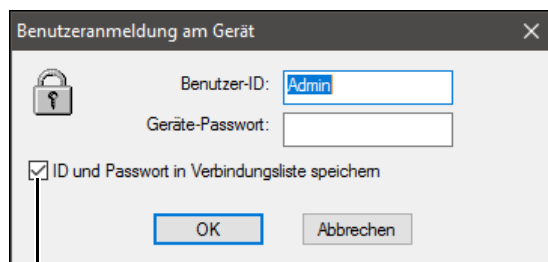 Benutzeranmeldung am Gerät
Benutzer-ID: Admin
Geräte-Passwort:
ID und Passwort in Verbindungsliste speichern
OK Abbrechen